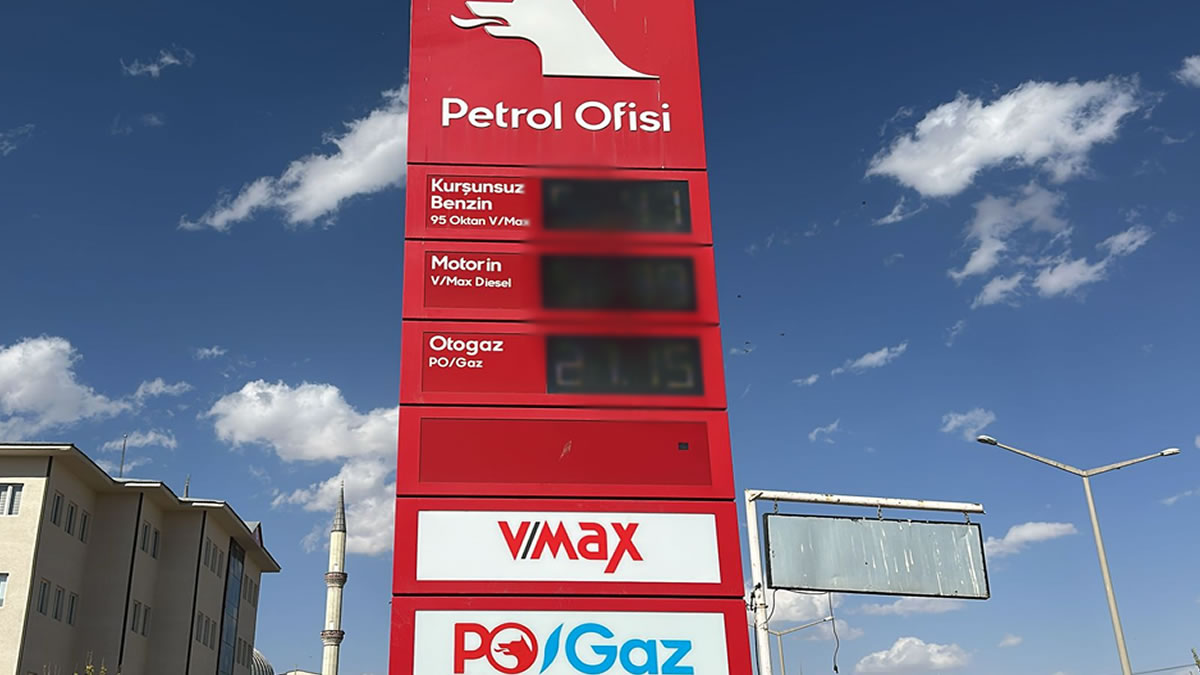 Petrol Ofisi
Kurşunsuz
Benzin
95 Oktan V/Max
Motorin
V/Max Diesel
Otogaz
PO/Gaz
21.15
V/Max
PO/Gaz